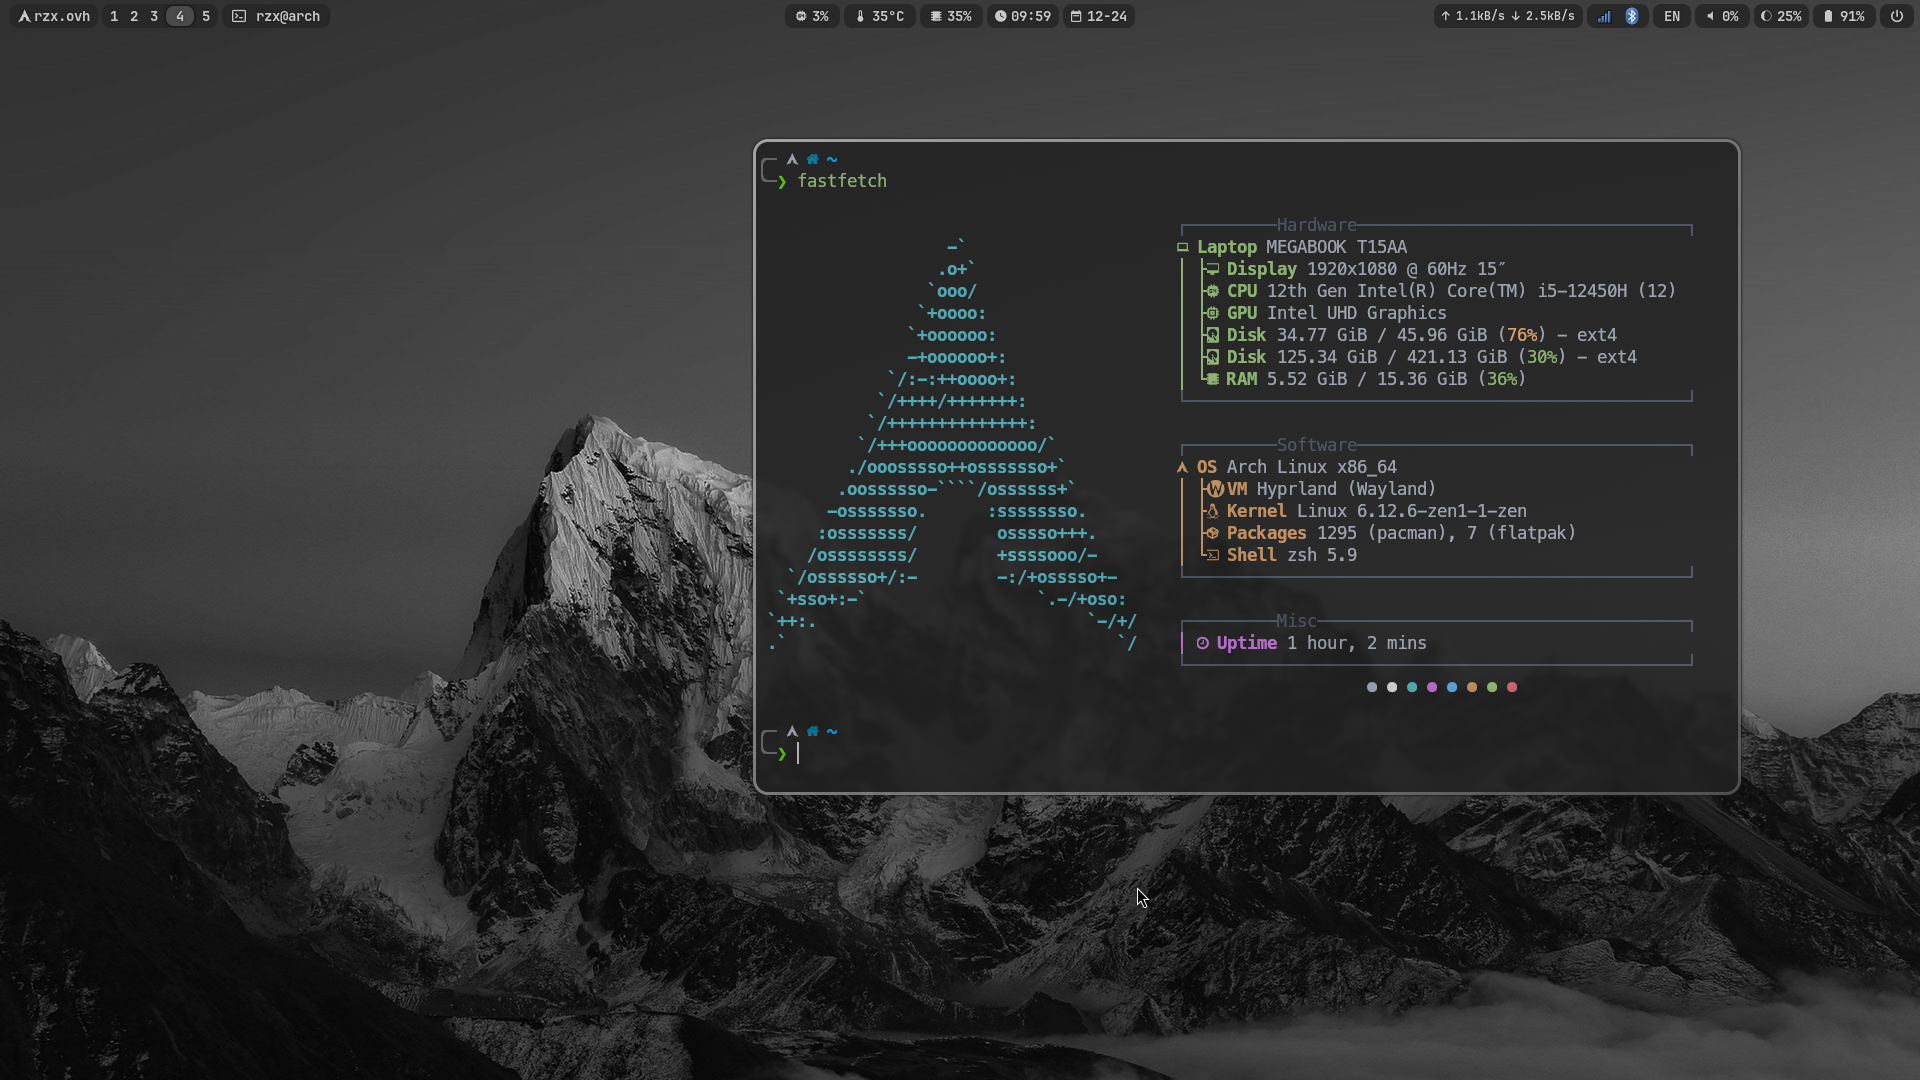 rzx.ovh 1 2 3 4 5 rzx@arch 3% 35°C 35% 09:59 12-24 ↑ 1.1kB/s ↓ 2.5kB/s EN 0% 25% 91%
~
❯ fastfetch
Hardware
-`
Laptop MEGABOOK T15AA
.o+`
Display 1920x1080 @ 60Hz 15″
`ooo/
CPU 12th Gen Intel(R) Core(TM) i5-12450H (12)
`+oooo:
GPU Intel UHD Graphics
`+oooooo:
Disk 34.77 GiB / 45.96 GiB (76%) - ext4
-+oooooo+:
Disk 125.34 GiB / 421.13 GiB (30%) - ext4
`/:-:++oooo+:
RAM 5.52 GiB / 15.36 GiB (36%)
`/++++/+++++++:
`/++++++++++++++:
`/+++ooooooooooooo/`
Software
./ooosssso++osssssso+`
OS Arch Linux x86_64
.oossssso-````/ossssss+`
VM Hyprland (Wayland)
-osssssso. :ssssssso.
Kernel Linux 6.12.6-zen1-1-zen
:osssssss/ osssso+++.
Packages 1295 (pacman), 7 (flatpak)
/ossssssss/ +ssssooo/-
Shell zsh 5.9
`/ossssso+/:- -:/+osssso+-
`+sso+:-` `.-/+oso:
`++:. `-/+/
Misc
.` `/
Uptime 1 hour, 2 mins
~
❯